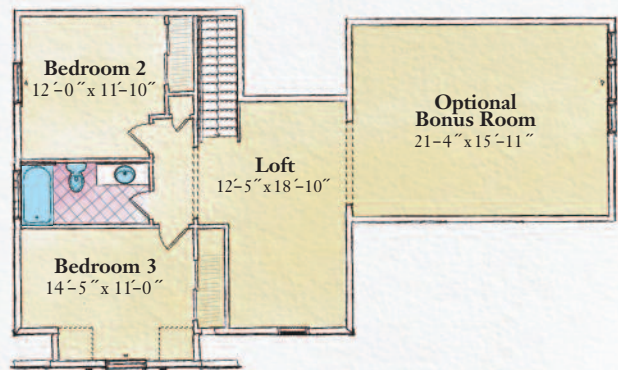 Bedroom 2
12´-0˝ x 11´-10˝
Optional
Bonus Room
21-4˝ x 15´-11˝
Loft
12´-5˝ x 18´-10˝
Bedroom 3
14´-5˝ x 11´-0˝